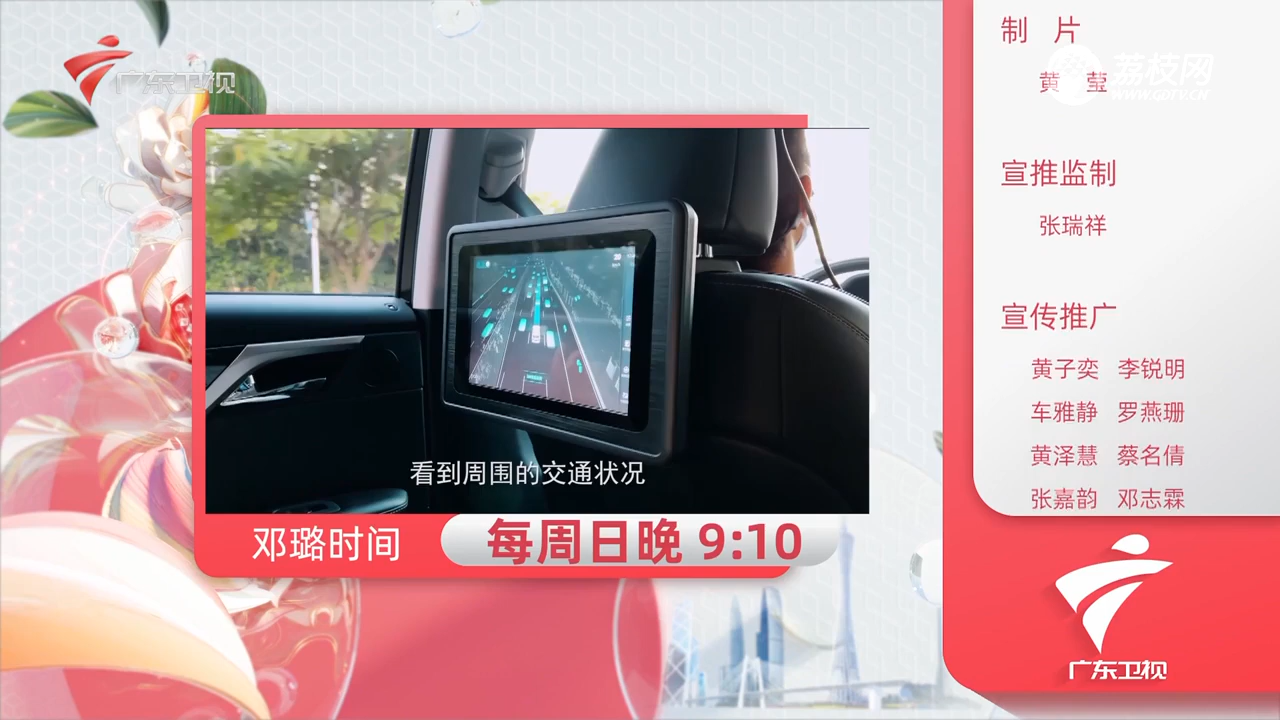 广东卫视
看到周围的交通状况
邓璐时间
每周日晚 9:10
制 片
黄 莹
荔枝网
WWW.GDTV.CN
宣推监制
张瑞祥
宣传推广
黄子奕 李锐明
车雅静 罗燕珊
黄泽慧 蔡名倩
张嘉韵 邓志霖
广东卫视